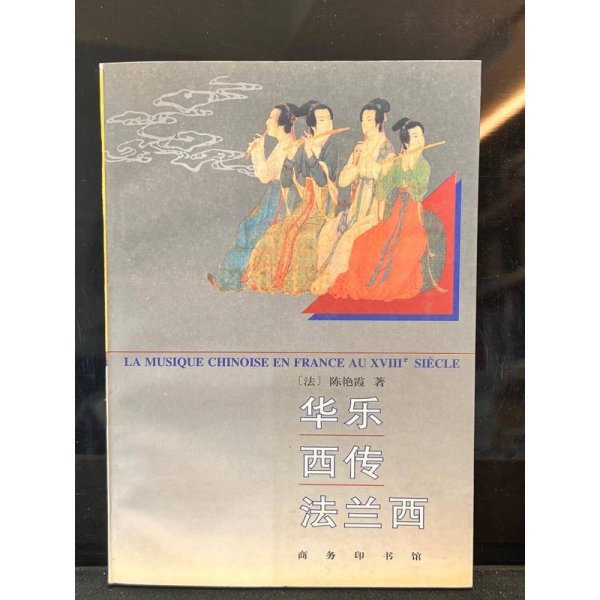 LA MUSIQUE CHINOISE EN FRANCE AU XVIIIe SIÈCLE
〔法〕陈艳霞 著
华乐
西传
法兰西
商务印书馆